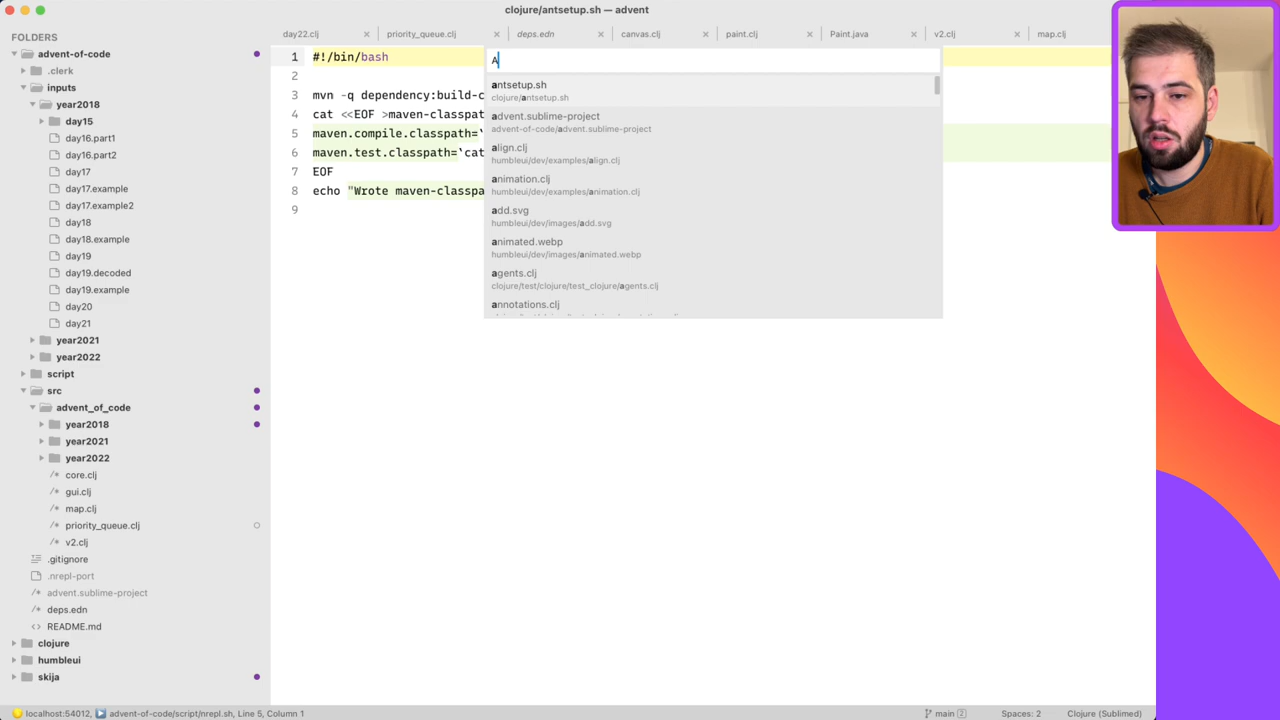 clojure/antsetup.sh — advent
FOLDERS
advent-of-code
.clerk
inputs
year2018
day15
day16.part1
day16.part2
day17
day17.example
day17.example2
day18
day18.example
day19
day19.decoded
day19.example
day20
day21
year2021
year2022
script
src
advent_of_code
year2018
year2021
year2022
core.clj
gui.clj
map.clj
priority_queue.clj
v2.clj
.gitignore
.nrepl-port
advent.sublime-project
deps.edn
README.md
clojure
humbleui
skija
day22.clj
priority_queue.clj
deps.edn
canvas.clj
paint.clj
Paint.java
v2.clj
map.clj
1 #!/bin/bash
2
3 mvn -q dependency:build-c
4 cat <<EOF >maven-classpat
5 maven.compile.classpath=`
6 maven.test.classpath=`cat
7 EOF
8 echo "Wrote maven-classpa
9
A
antsetup.sh
clojure/antsetup.sh
advent.sublime-project
advent-of-code/advent.sublime-project
align.clj
humbleui/dev/examples/align.clj
animation.clj
humbleui/dev/examples/animation.clj
add.svg
humbleui/dev/images/add.svg
animated.webp
humbleui/dev/images/animated.webp
agents.clj
clojure/test/clojure/test_clojure/agents.clj
annotations.clj
localhost:54012, advent-of-code/script/nrepl.sh, Line 5, Column 1
main 2
Spaces: 2
Clojure (Sublimed)